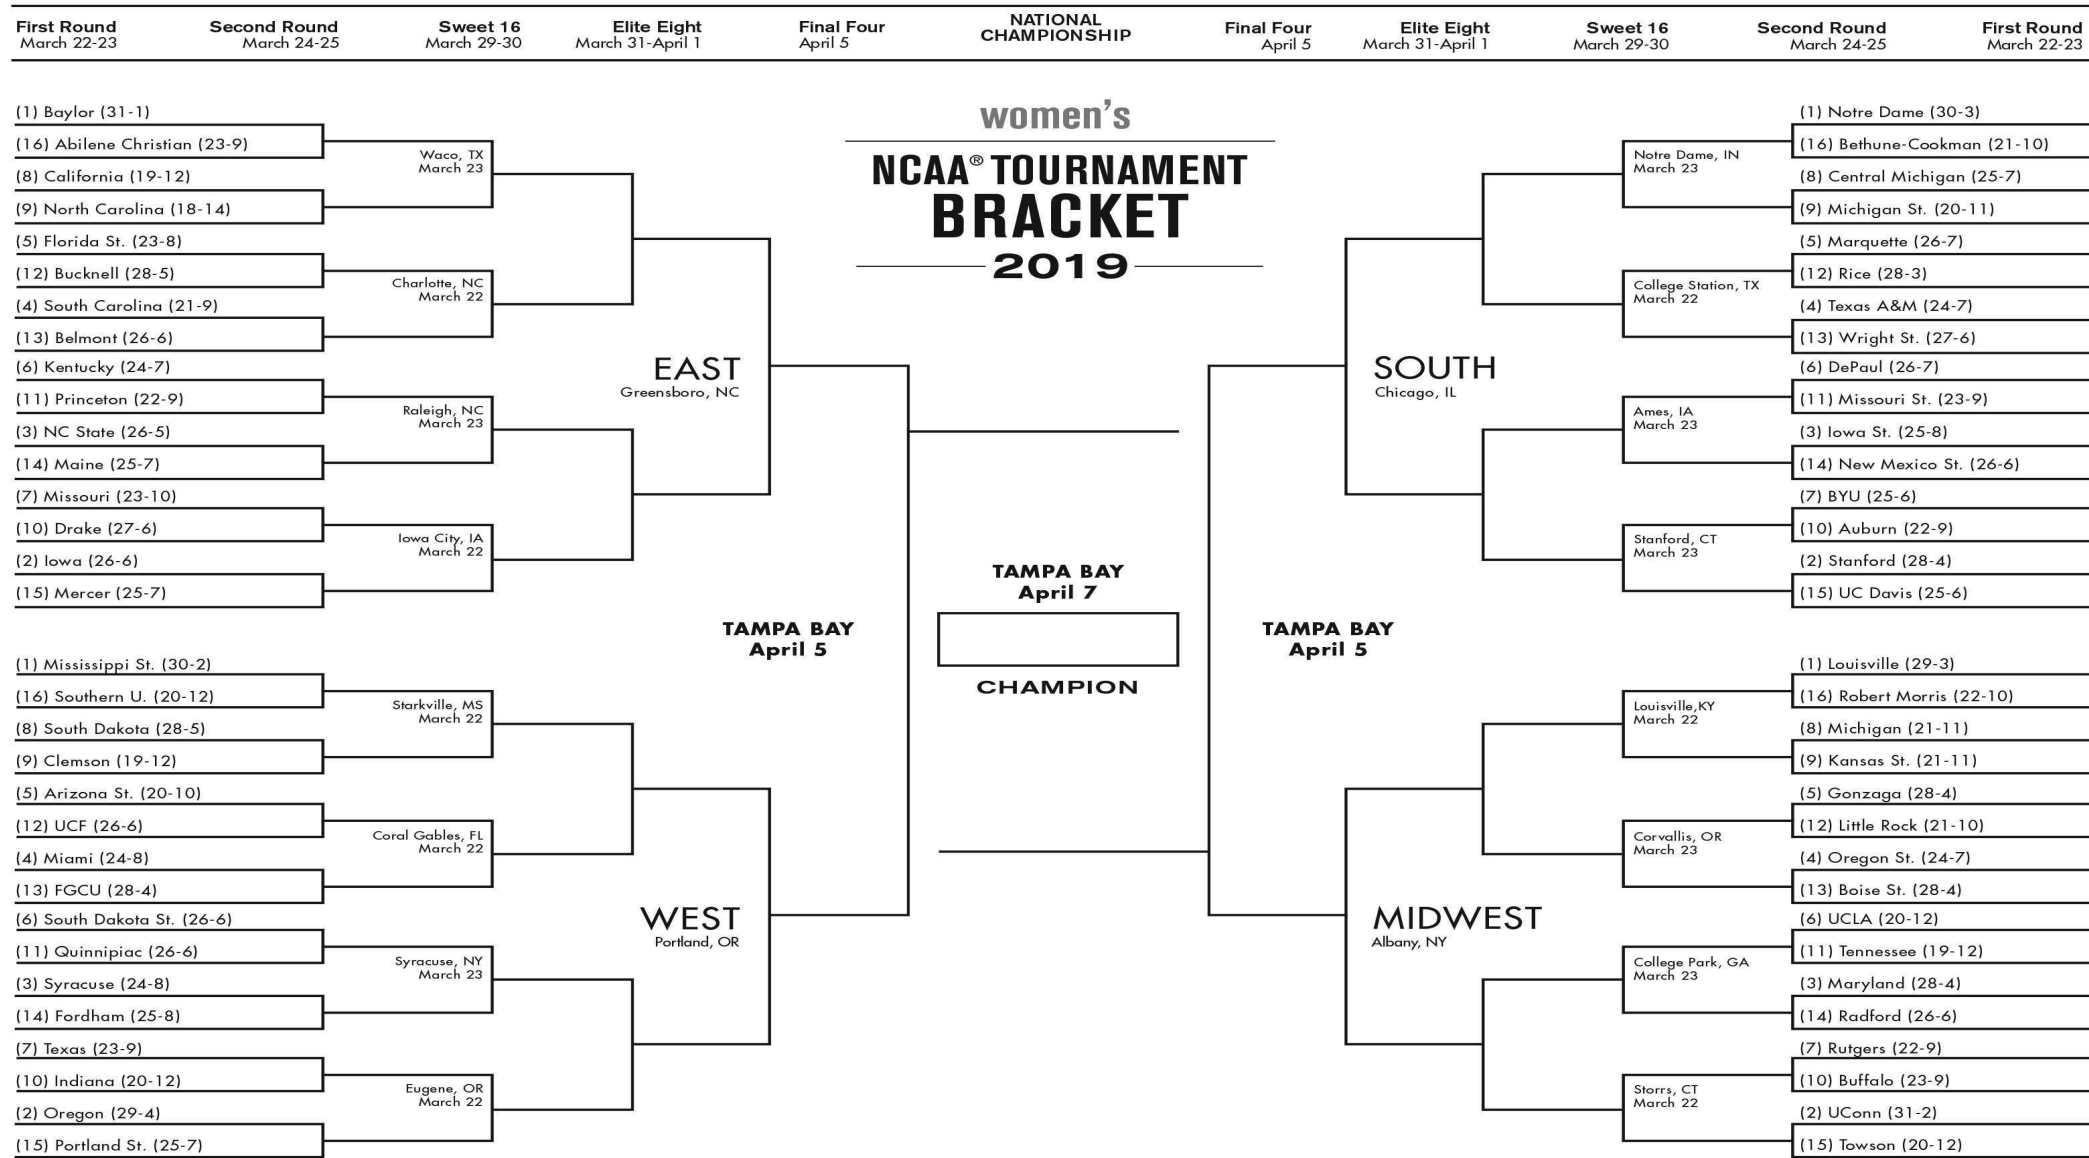 First Round
March 22-23
Second Round
March 24-25
Sweet 16
March 29-30
Elite Eight
March 31-April 1
Final Four
April 5
NATIONAL
CHAMPIONSHIP
Final Four
April 5
Elite Eight
March 31-April 1
Sweet 16
March 29-30
Second Round
March 24-25
First Round
March 22-23
women's
NCAA® TOURNAMENT
BRACKET
2019
(1) Baylor (31-1)
(16) Abilene Christian (23-9)
(8) California (19-12)
(9) North Carolina (18-14)
(5) Florida St. (23-8)
(12) Bucknell (28-5)
(4) South Carolina (21-9)
(13) Belmont (26-6)
(6) Kentucky (24-7)
(11) Princeton (22-9)
(3) NC State (26-5)
(14) Maine (25-7)
(7) Missouri (23-10)
(10) Drake (27-6)
(2) Iowa (26-6)
(15) Mercer (25-7)
Waco, TX
March 23
Charlotte, NC
March 22
Raleigh, NC
March 23
Iowa City, IA
March 22
EAST
Greensboro, NC
(1) Mississippi St. (30-2)
(16) Southern U. (20-12)
(8) South Dakota (28-5)
(9) Clemson (19-12)
(5) Arizona St. (20-10)
(12) UCF (26-6)
(4) Miami (24-8)
(13) FGCU (28-4)
(6) South Dakota St. (26-6)
(11) Quinnipiac (26-6)
(3) Syracuse (24-8)
(14) Fordham (25-8)
(7) Texas (23-9)
(10) Indiana (20-12)
(2) Oregon (29-4)
(15) Portland St. (25-7)
Starkville, MS
March 22
Coral Gables, FL
March 22
Syracuse, NY
March 23
Eugene, OR
March 22
WEST
Portland, OR
TAMPA BAY
April 5
TAMPA BAY
April 7
CHAMPION
TAMPA BAY
April 5
SOUTH
Chicago, IL
Notre Dame, IN
March 23
College Station, TX
March 22
Ames, IA
March 23
Stanford, CT
March 23
(1) Notre Dame (30-3)
(16) Bethune-Cookman (21-10)
(8) Central Michigan (25-7)
(9) Michigan St. (20-11)
(5) Marquette (26-7)
(12) Rice (28-3)
(4) Texas A&M (24-7)
(13) Wright St. (27-6)
(6) DePaul (26-7)
(11) Missouri St. (23-9)
(3) Iowa St. (25-8)
(14) New Mexico St. (26-6)
(7) BYU (25-6)
(10) Auburn (22-9)
(2) Stanford (28-4)
(15) UC Davis (25-6)
MIDWEST
Albany, NY
Louisville,KY
March 22
Corvallis, OR
March 23
College Park, GA
March 23
Storrs, CT
March 22
(1) Louisville (29-3)
(16) Robert Morris (22-10)
(8) Michigan (21-11)
(9) Kansas St. (21-11)
(5) Gonzaga (28-4)
(12) Little Rock (21-10)
(4) Oregon St. (24-7)
(13) Boise St. (28-4)
(6) UCLA (20-12)
(11) Tennessee (19-12)
(3) Maryland (28-4)
(14) Radford (26-6)
(7) Rutgers (22-9)
(10) Buffalo (23-9)
(2) UConn (31-2)
(15) Towson (20-12)